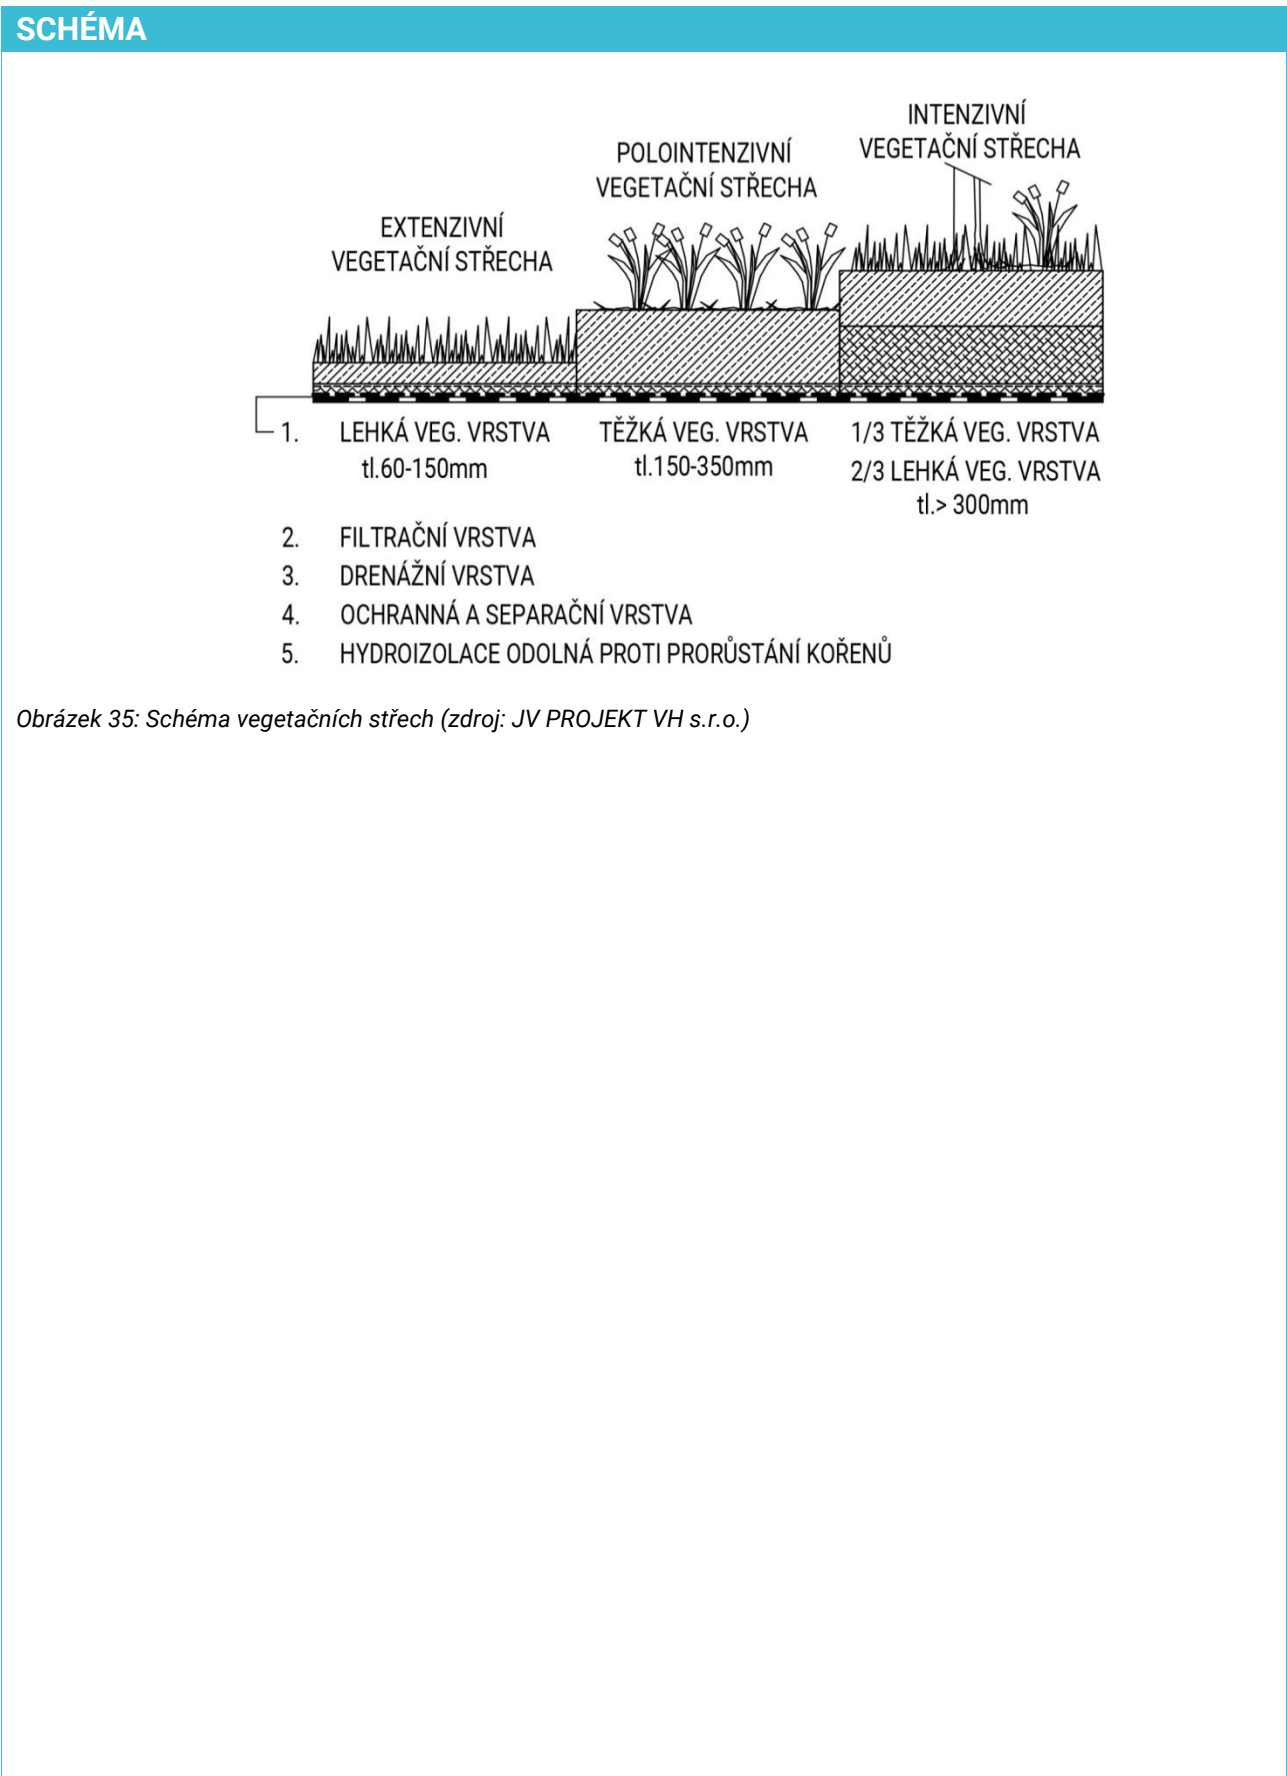 SCHÉMA
INTENZIVNÍ
VEGETAČNÍ STŘECHA
POLOINTENZIVNÍ
VEGETAČNÍ STŘECHA
EXTENZIVNÍ
VEGETAČNÍ STŘECHA
1. LEHKÁ VEG. VRSTVA TĚŽKÁ VEG. VRSTVA 1/3 TĚŽKÁ VEG. VRSTVA
tl.60-150mm tl.150-350mm 2/3 LEHKÁ VEG. VRSTVA
tl.> 300mm
2. FILTRAČNÍ VRSTVA
3. DRENÁŽNÍ VRSTVA
4. OCHRANNÁ A SEPARAČNÍ VRSTVA
5. HYDROIZOLACE ODOLNÁ PROTI PRORŮSTÁNÍ KOŘENŮ
Obrázek 35: Schéma vegetačních střech (zdroj: JV PROJEKT VH s.r.o.)